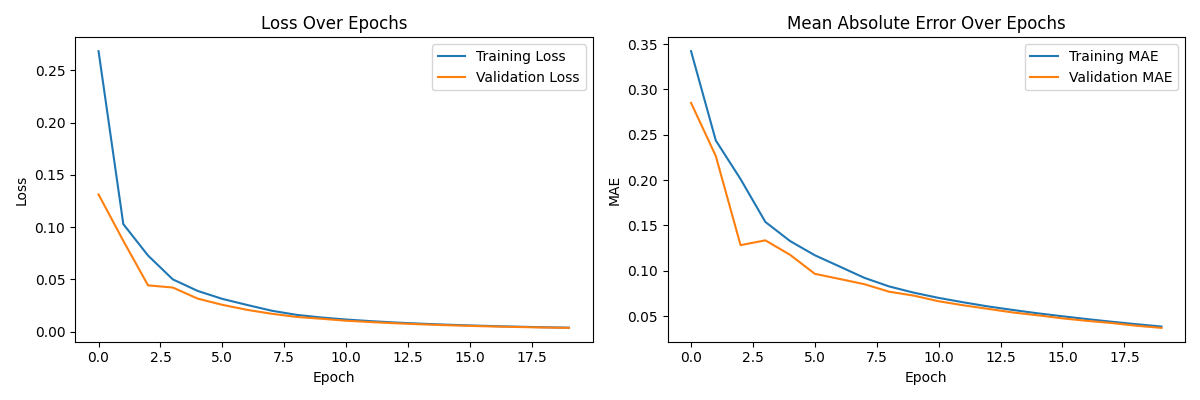 Loss Over Epochs
Training Loss
Validation Loss
Loss
0.25
0.20
0.15
0.10
0.05
0.00
0.0 2.5 5.0 7.5 10.0 12.5 15.0 17.5
Epoch
Mean Absolute Error Over Epochs
Training MAE
Validation MAE
MAE
0.35
0.30
0.25
0.20
0.15
0.10
0.05
0.0 2.5 5.0 7.5 10.0 12.5 15.0 17.5
Epoch